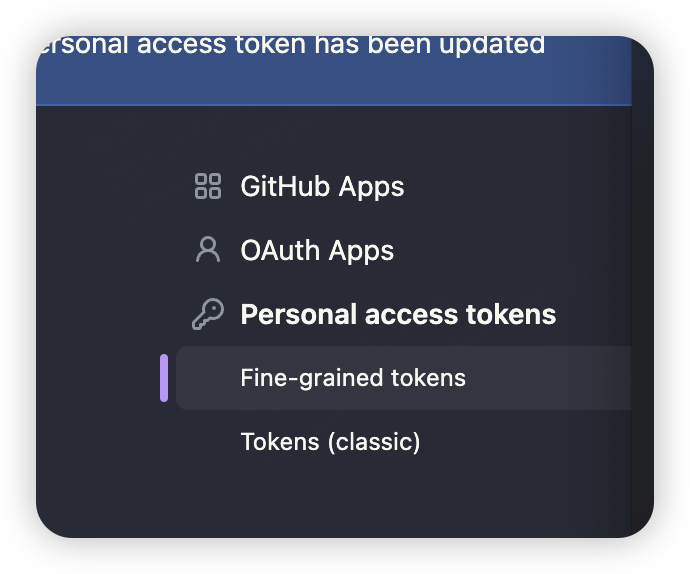 ersonal access token has been updated
GitHub Apps
OAuth Apps
Personal access tokens
Fine-grained tokens
Tokens (classic)